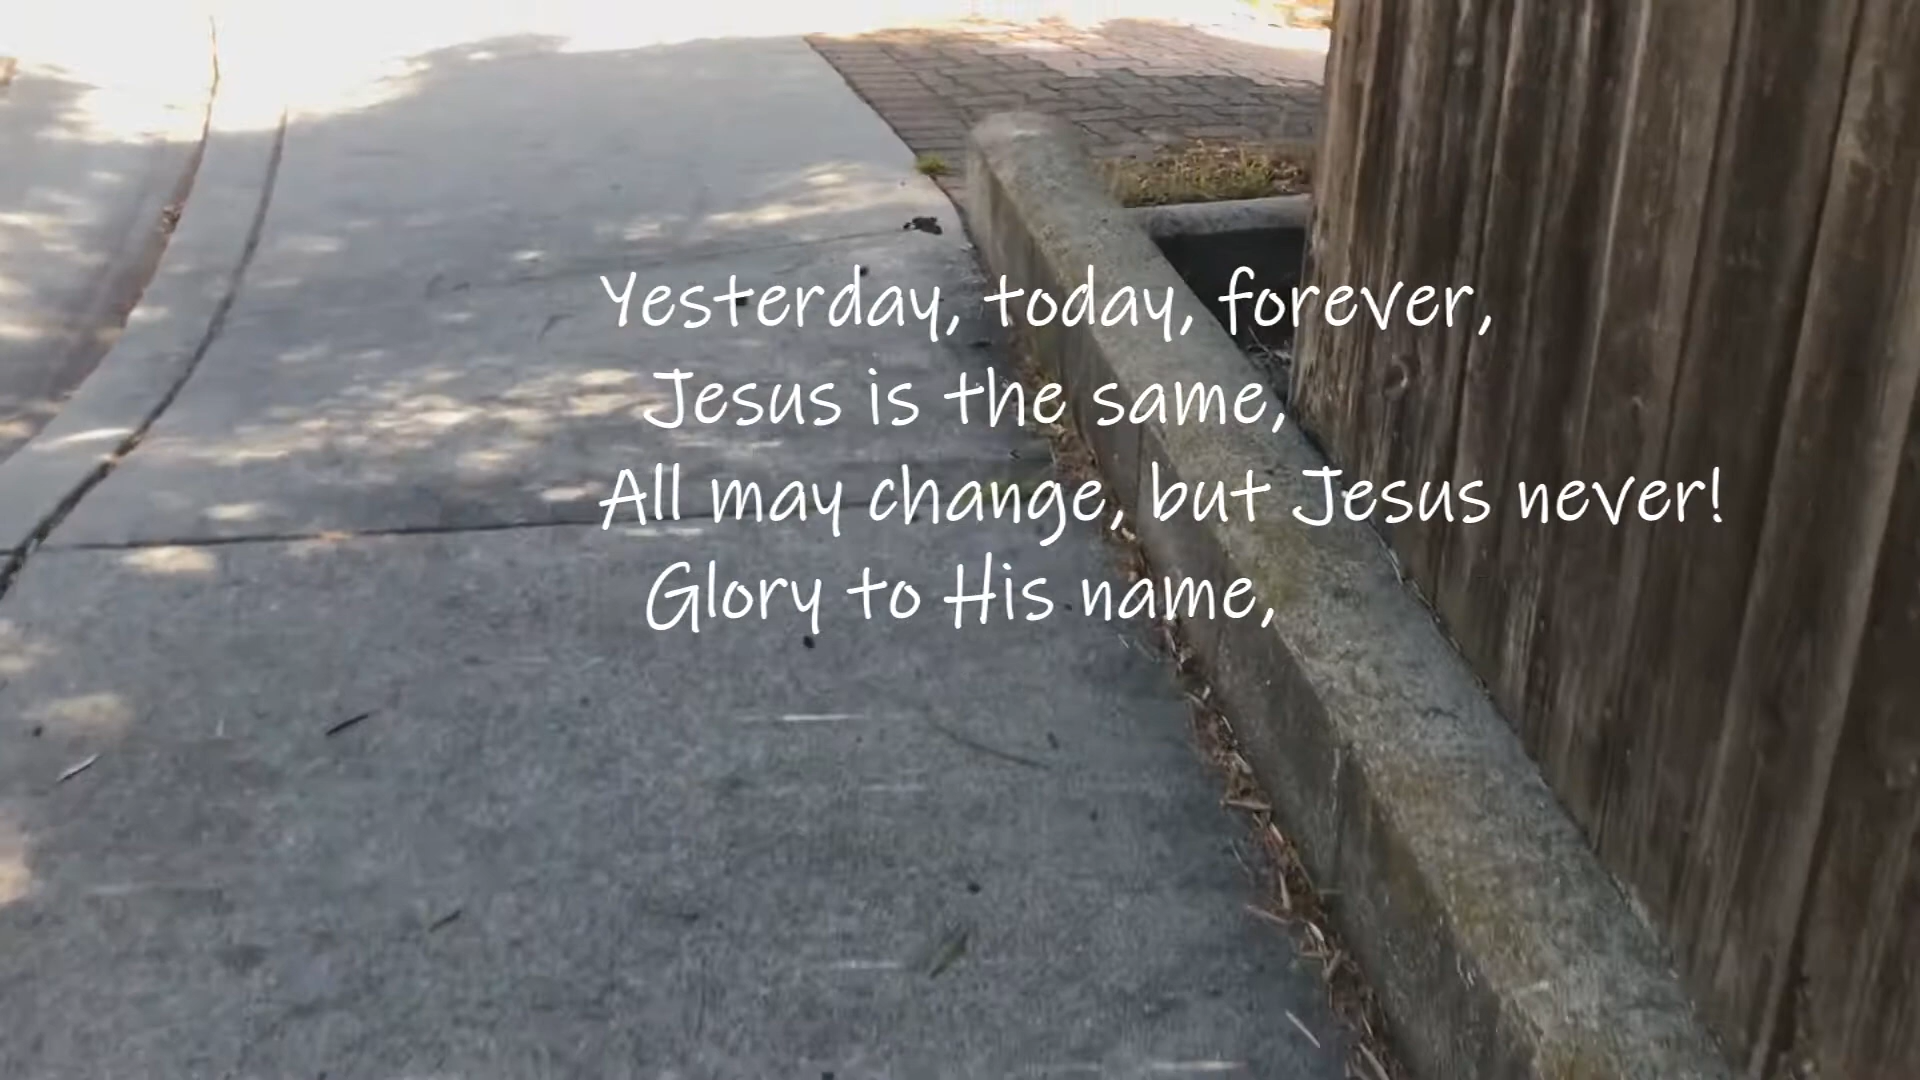 Yesterday, today, forever,
Jesus is the same,
All may change, but Jesus never!
Glory to His name,